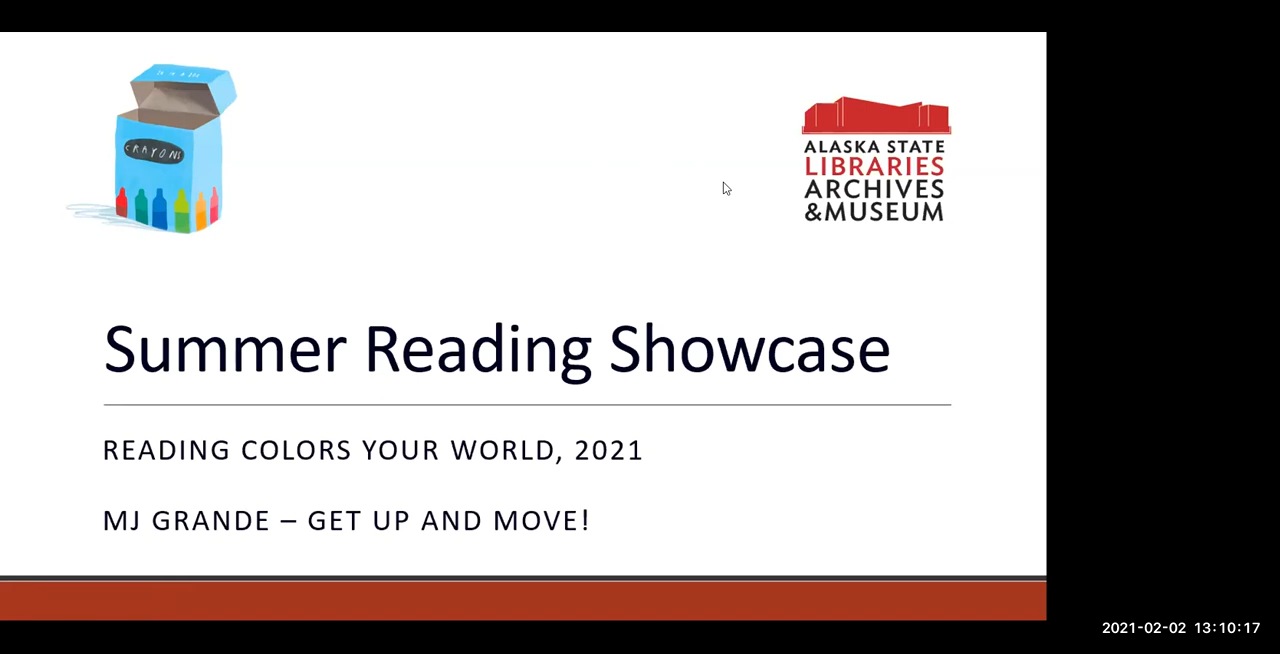 CRAYONS
ALASKA STATE
LIBRARIES
ARCHIVES
&MUSEUM
Summer Reading Showcase
READING COLORS YOUR WORLD, 2021
MJ GRANDE – GET UP AND MOVE!
2021-02-02 13:10:17